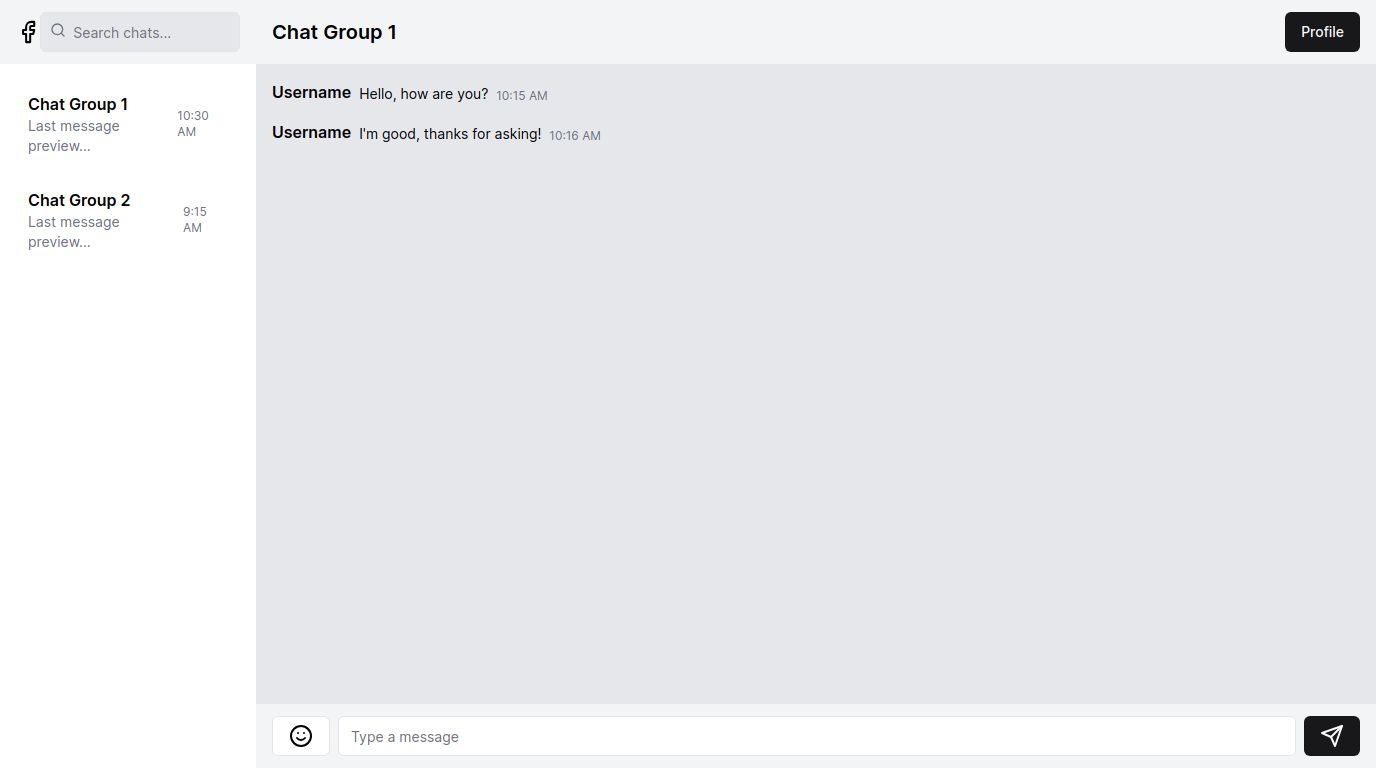 Search chats...
Chat Group 1
Profile
Chat Group 1
Last message
preview...
10:30
AM
Chat Group 2
Last message
preview...
9:15
AM
Username Hello, how are you? 10:15 AM
Username I'm good, thanks for asking! 10:16 AM
Type a message